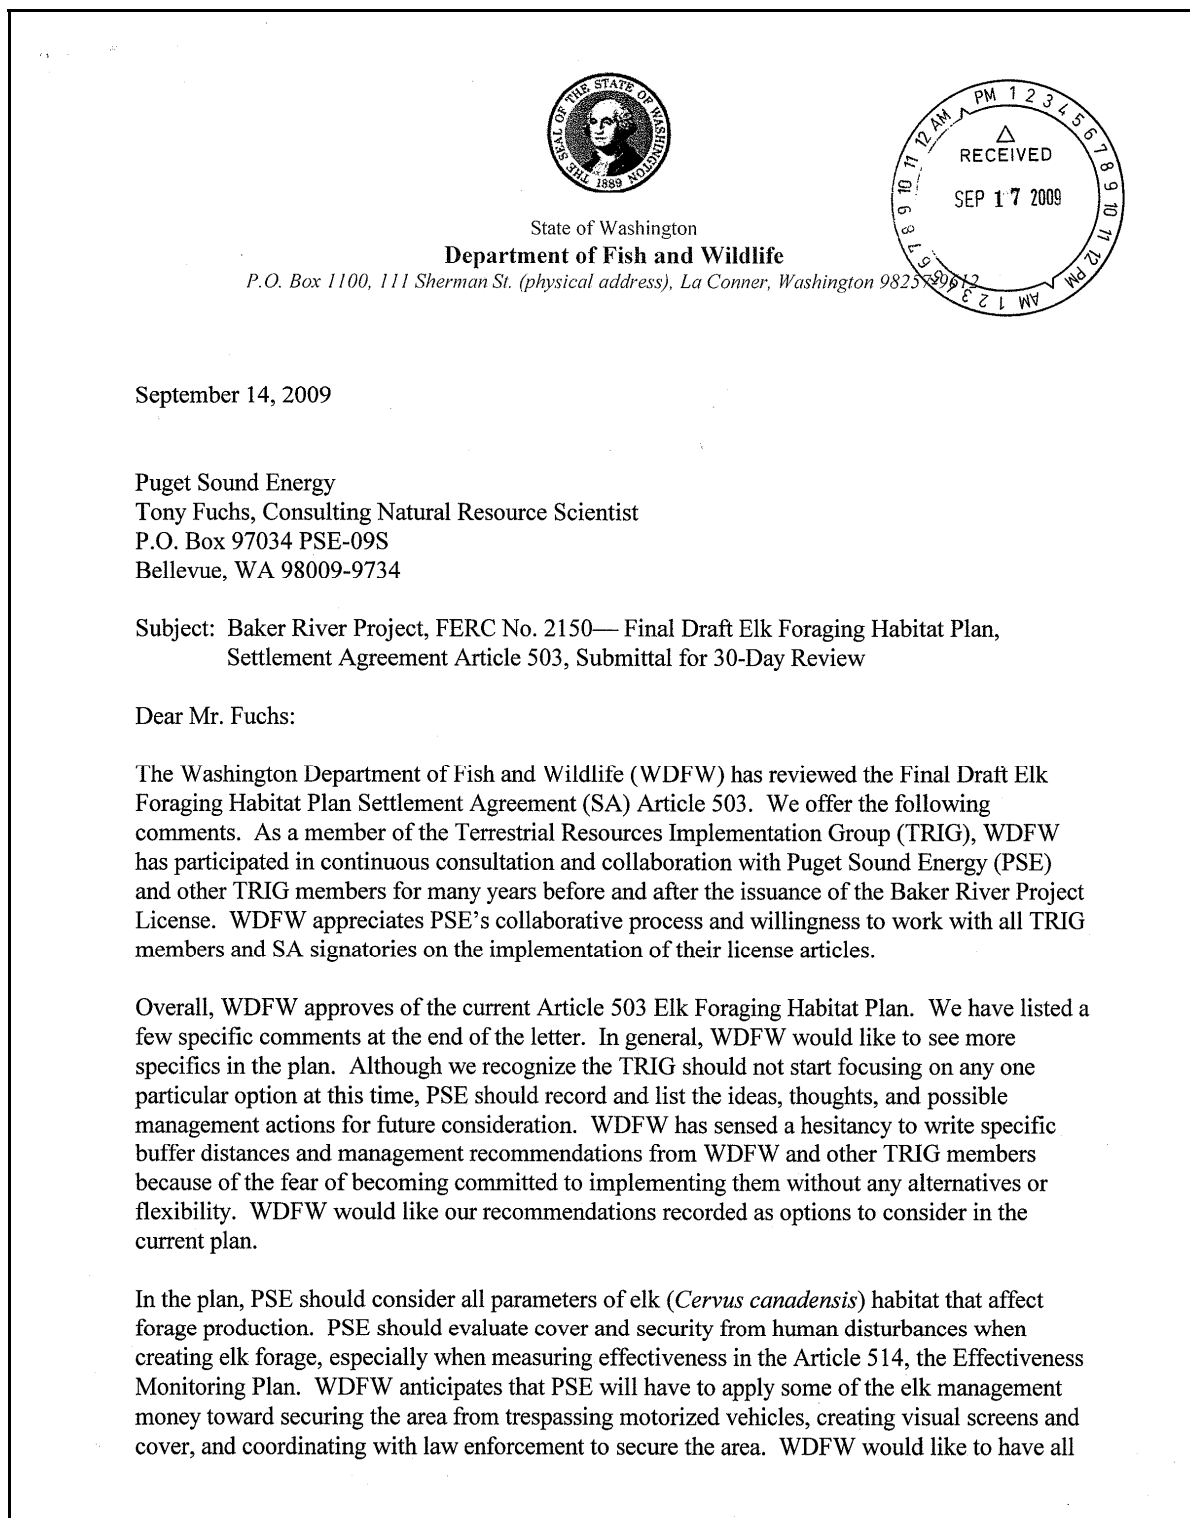 THE SEAL OF THE STATE OF WASHINGTON
1889
PM 1 2 3 4 5 6 7 8 9 10 11 12 PM
AM 1 2 3 4 5 6 7 8 9 10 11 12 AM
RECEIVED
SEP 17 2009
State of Washington
Department of Fish and Wildlife
P.O. Box 1100, 111 Sherman St. (physical address), La Conner, Washington 98257-9612
September 14, 2009
Puget Sound Energy
Tony Fuchs, Consulting Natural Resource Scientist
P.O. Box 97034 PSE-09S
Bellevue, WA 98009-9734
Subject: Baker River Project, FERC No. 2150— Final Draft Elk Foraging Habitat Plan,
Settlement Agreement Article 503, Submittal for 30-Day Review
Dear Mr. Fuchs:
The Washington Department of Fish and Wildlife (WDFW) has reviewed the Final Draft Elk
Foraging Habitat Plan Settlement Agreement (SA) Article 503. We offer the following
comments. As a member of the Terrestrial Resources Implementation Group (TRIG), WDFW
has participated in continuous consultation and collaboration with Puget Sound Energy (PSE)
and other TRIG members for many years before and after the issuance of the Baker River Project
License. WDFW appreciates PSE's collaborative process and willingness to work with all TRIG
members and SA signatories on the implementation of their license articles.
Overall, WDFW approves of the current Article 503 Elk Foraging Habitat Plan. We have listed a
few specific comments at the end of the letter. In general, WDFW would like to see more
specifics in the plan. Although we recognize the TRIG should not start focusing on any one
particular option at this time, PSE should record and list the ideas, thoughts, and possible
management actions for future consideration. WDFW has sensed a hesitancy to write specific
buffer distances and management recommendations from WDFW and other TRIG members
because of the fear of becoming committed to implementing them without any alternatives or
flexibility. WDFW would like our recommendations recorded as options to consider in the
current plan.
In the plan, PSE should consider all parameters of elk (Cervus canadensis) habitat that affect
forage production. PSE should evaluate cover and security from human disturbances when
creating elk forage, especially when measuring effectiveness in the Article 514, the Effectiveness
Monitoring Plan. WDFW anticipates that PSE will have to apply some of the elk management
money toward securing the area from trespassing motorized vehicles, creating visual screens and
cover, and coordinating with law enforcement to secure the area. WDFW would like to have all